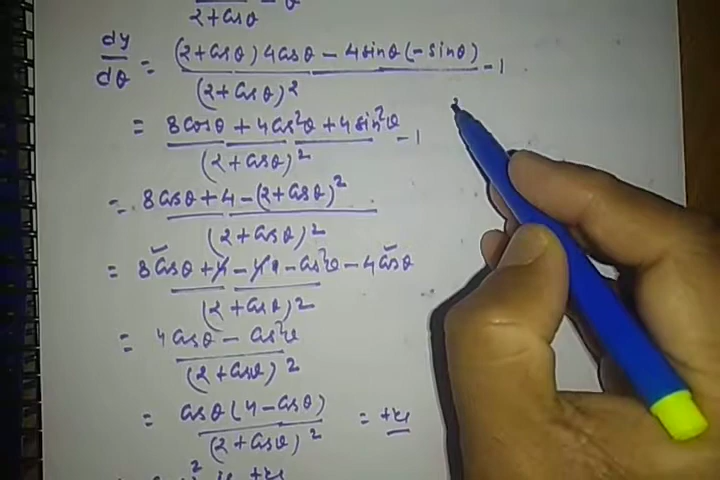 2+cosθ
dy/dθ = (2+cosθ)4cosθ - 4sinθ(-sinθ) / (2+cosθ)² - 1
= 8cosθ + 4cos²θ + 4sin²θ / (2+cosθ)² - 1
= 8cosθ + 4 - (2+cosθ)² / (2+cosθ)²
= 8cosθ + 4 - 4 - cos²θ - 4cosθ / (2+cosθ)²
= 4cosθ - cos²θ / (2+cosθ)²
= cosθ(4-cosθ) / (2+cosθ)² = +ve